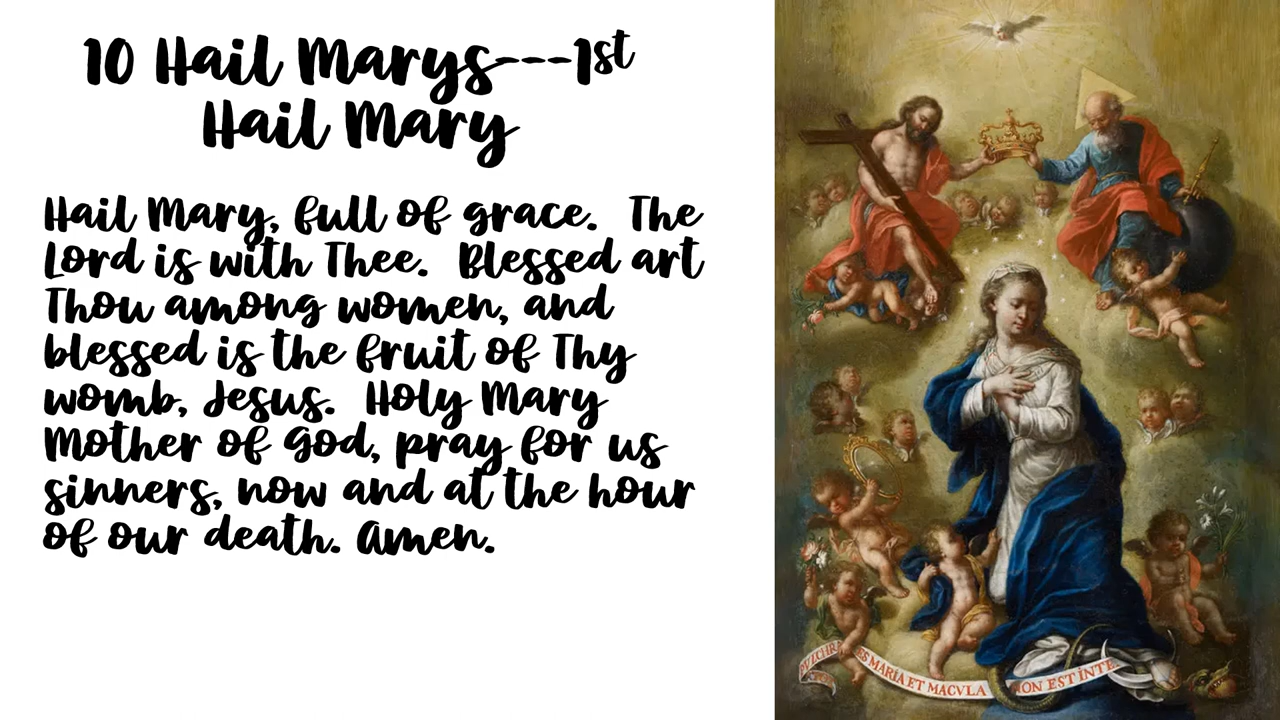 10 Hail Marys---1st
Hail Mary
Hail Mary, full of grace. The
Lord is with Thee. Blessed art
Thou among women, and
blessed is the fruit of Thy
womb, Jesus. Holy Mary
Mother of God, pray for us
sinners, now and at the hour
of our death. Amen.
ES MARIA ET MACVLA NON EST INTE